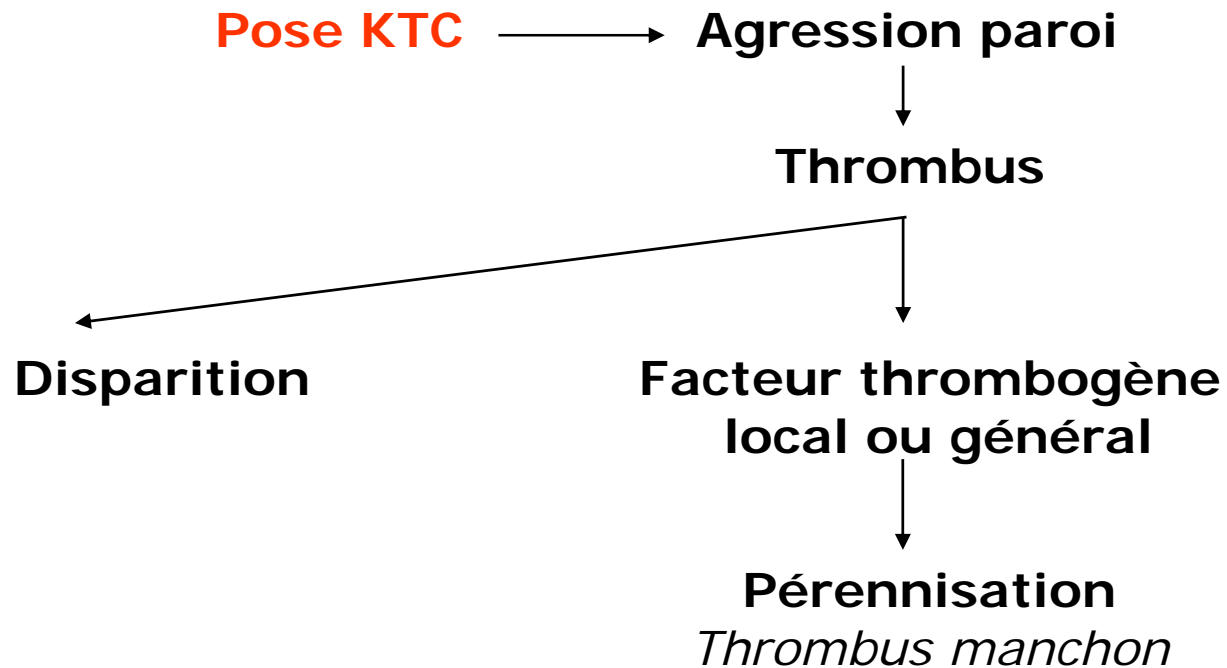 Pose KTC
Agression paroi
Thrombus
Disparition
Facteur thrombogène
local ou général
Pérennisation
Thrombus manchon